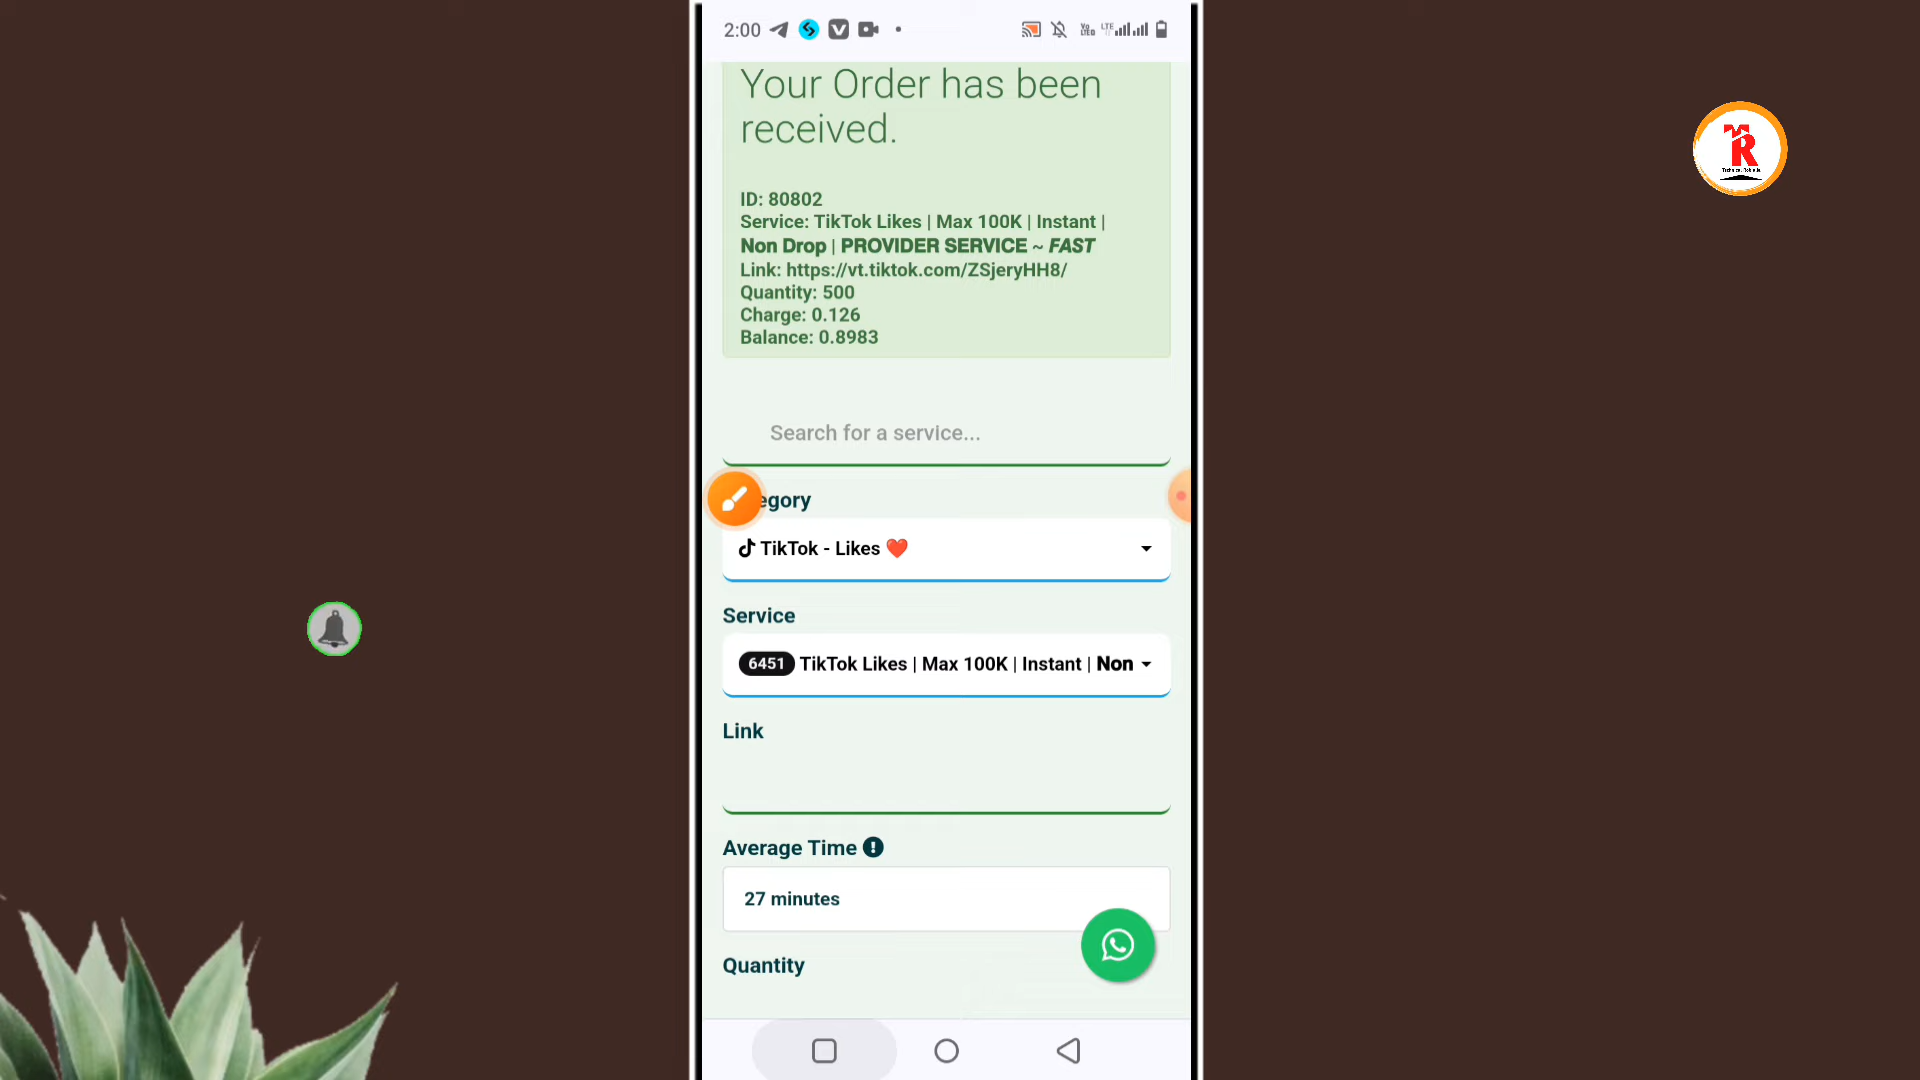 2:00
Your Order has been
received.
ID: 80802
Service: TikTok Likes | Max 100K | Instant |
Non Drop | PROVIDER SERVICE ~ FAST
Link: https://vt.tiktok.com/ZSjeryHH8/
Quantity: 500
Charge: 0.126
Balance: 0.8983
Search for a service...
egory
TikTok - Likes ❤️
Service
6451 TikTok Likes | Max 100K | Instant | Non
Link
Average Time
27 minutes
Quantity